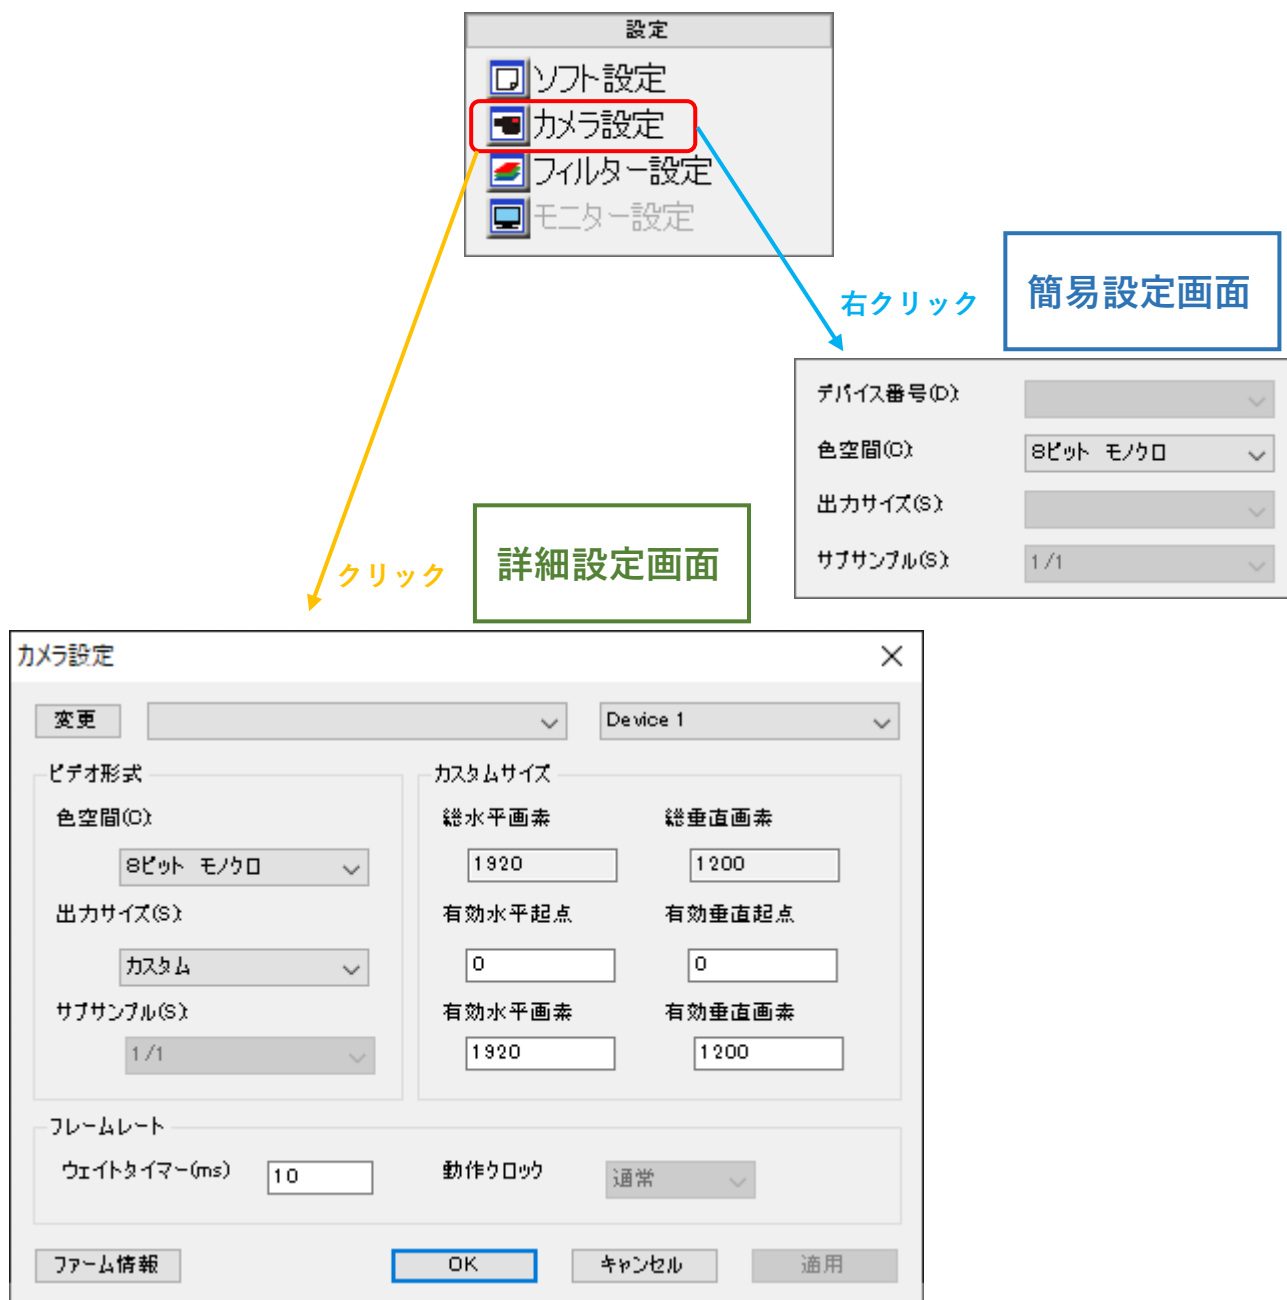 設定
ソフト設定
カメラ設定
フィルター設定
モニター設定
右クリック
簡易設定画面
デバイス番号(D):
色空間(C): 8ビット モノクロ
出力サイズ(S):
サブサンプル(S): 1/1
クリック
詳細設定画面
カメラ設定
変更 Device 1
ビデオ形式
色空間(C):
8ビット モノクロ
出力サイズ(S):
カスタム
サブサンプル(S):
1/1
カスタムサイズ
総水平画素 総垂直画素
1920 1200
有効水平起点 有効垂直起点
0 0
有効水平画素 有効垂直画素
1920 1200
フレームレート
ウェイトタイマー(ms) 10 動作クロック 通常
ファーム情報 OK キャンセル 適用